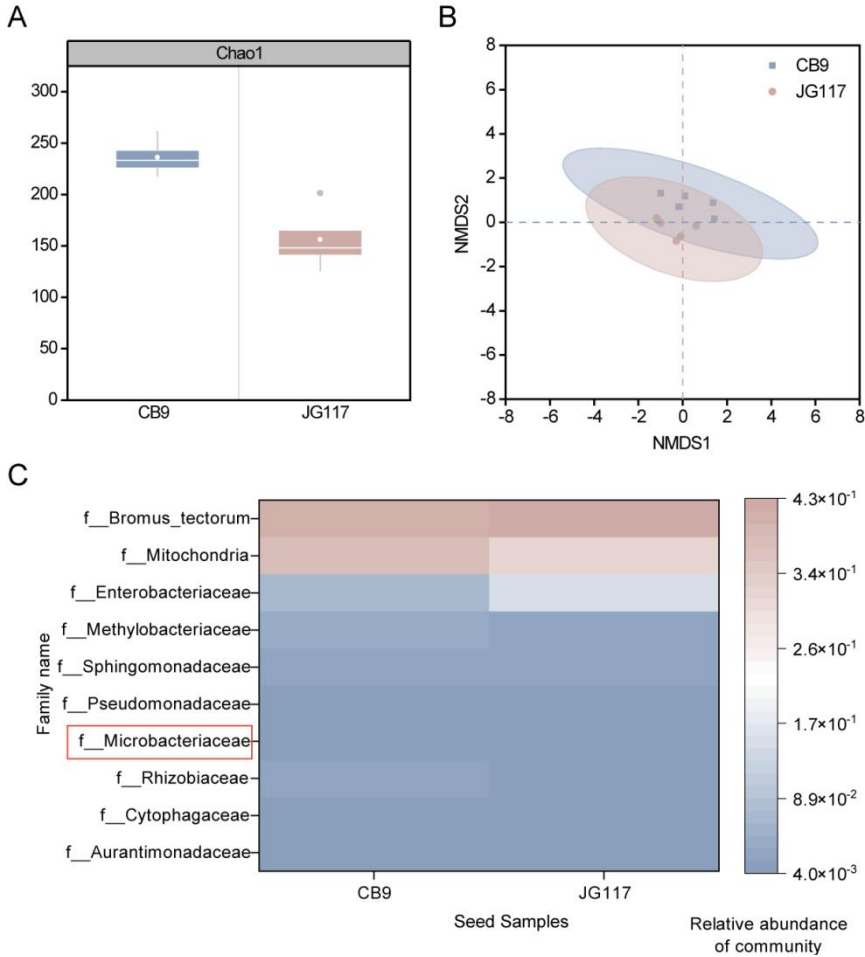 A
Chao1
300
250
200
150
100
50
0
CB9
JG117
B
8
6
4
2
0
-2
-4
-6
-8
NMDS2
CB9
JG117
-8
-6
-4
-2
0
2
4
6
8
NMDS1
C
Family name
f__Bromus_tectorum
f__Mitochondria
f__Enterobacteriaceae
f__Methylobacteriaceae
f__Sphingomonadaceae
f__Pseudomonadaceae
f__Microbacteriaceae
f__Rhizobiaceae
f__Cytophagaceae
f__Aurantimonadaceae
CB9
JG117
Seed Samples
4.3×10⁻¹
3.4×10⁻¹
2.6×10⁻¹
1.7×10⁻¹
8.9×10⁻²
4.0×10⁻³
Relative abundance
of community